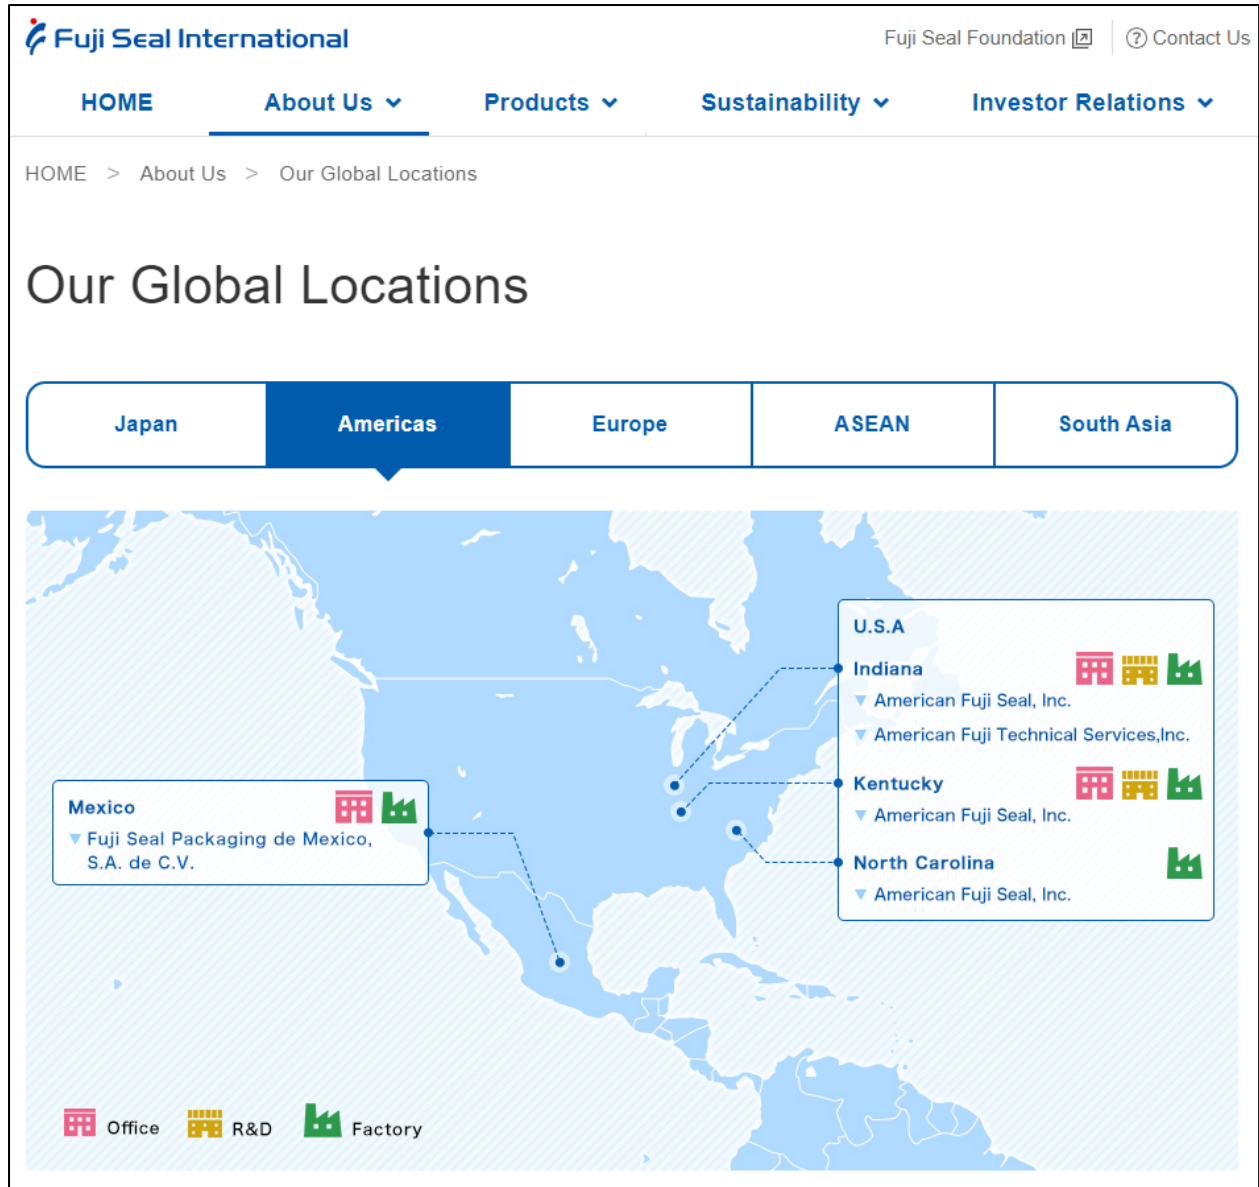 Fuji Seal International
Fuji Seal Foundation
? Contact Us
HOME
About Us
Products
Sustainability
Investor Relations
HOME > About Us > Our Global Locations
Our Global Locations
Japan
Americas
Europe
ASEAN
South Asia
U.S.A
Indiana
American Fuji Seal, Inc.
American Fuji Technical Services,Inc.
Kentucky
American Fuji Seal, Inc.
North Carolina
American Fuji Seal, Inc.
Mexico
Fuji Seal Packaging de Mexico,
S.A. de C.V.
Office
R&D
Factory